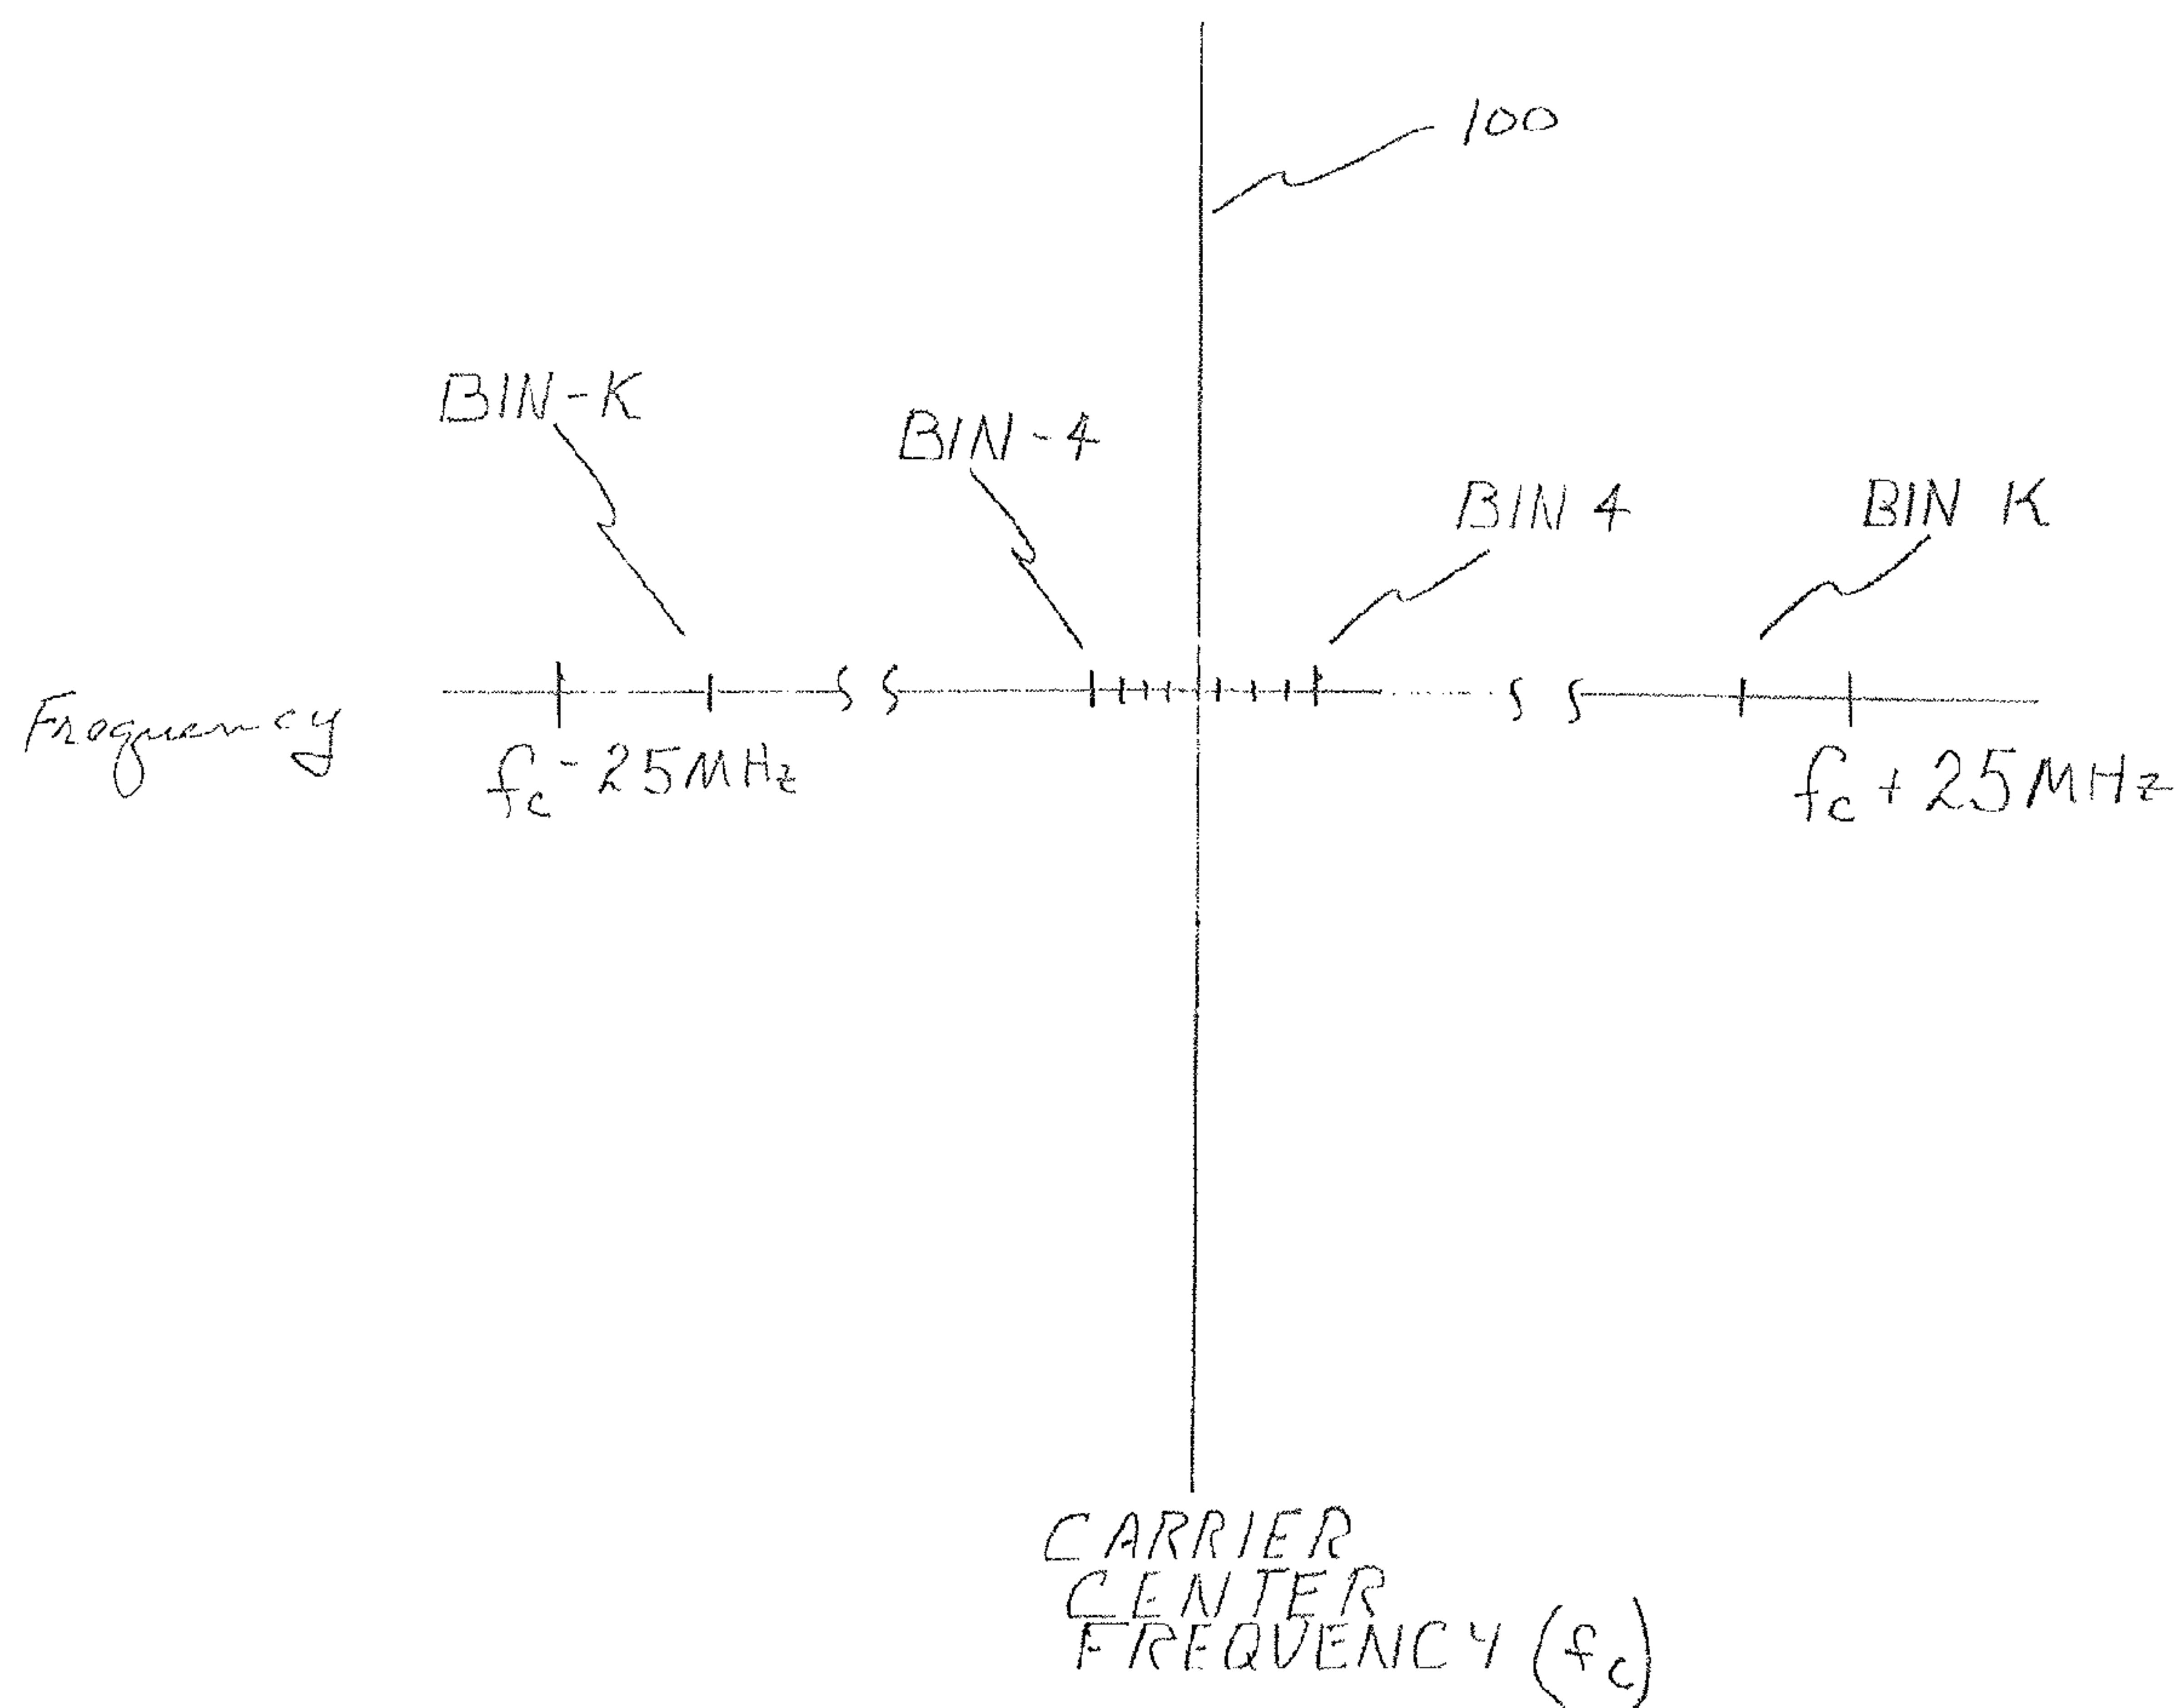 100
BIN-K
BIN-4
BIN 4
BIN K
Frequency
fc - 25MHz
fc + 25MHz
CARRIER
CENTER
FREQUENCY (fc)